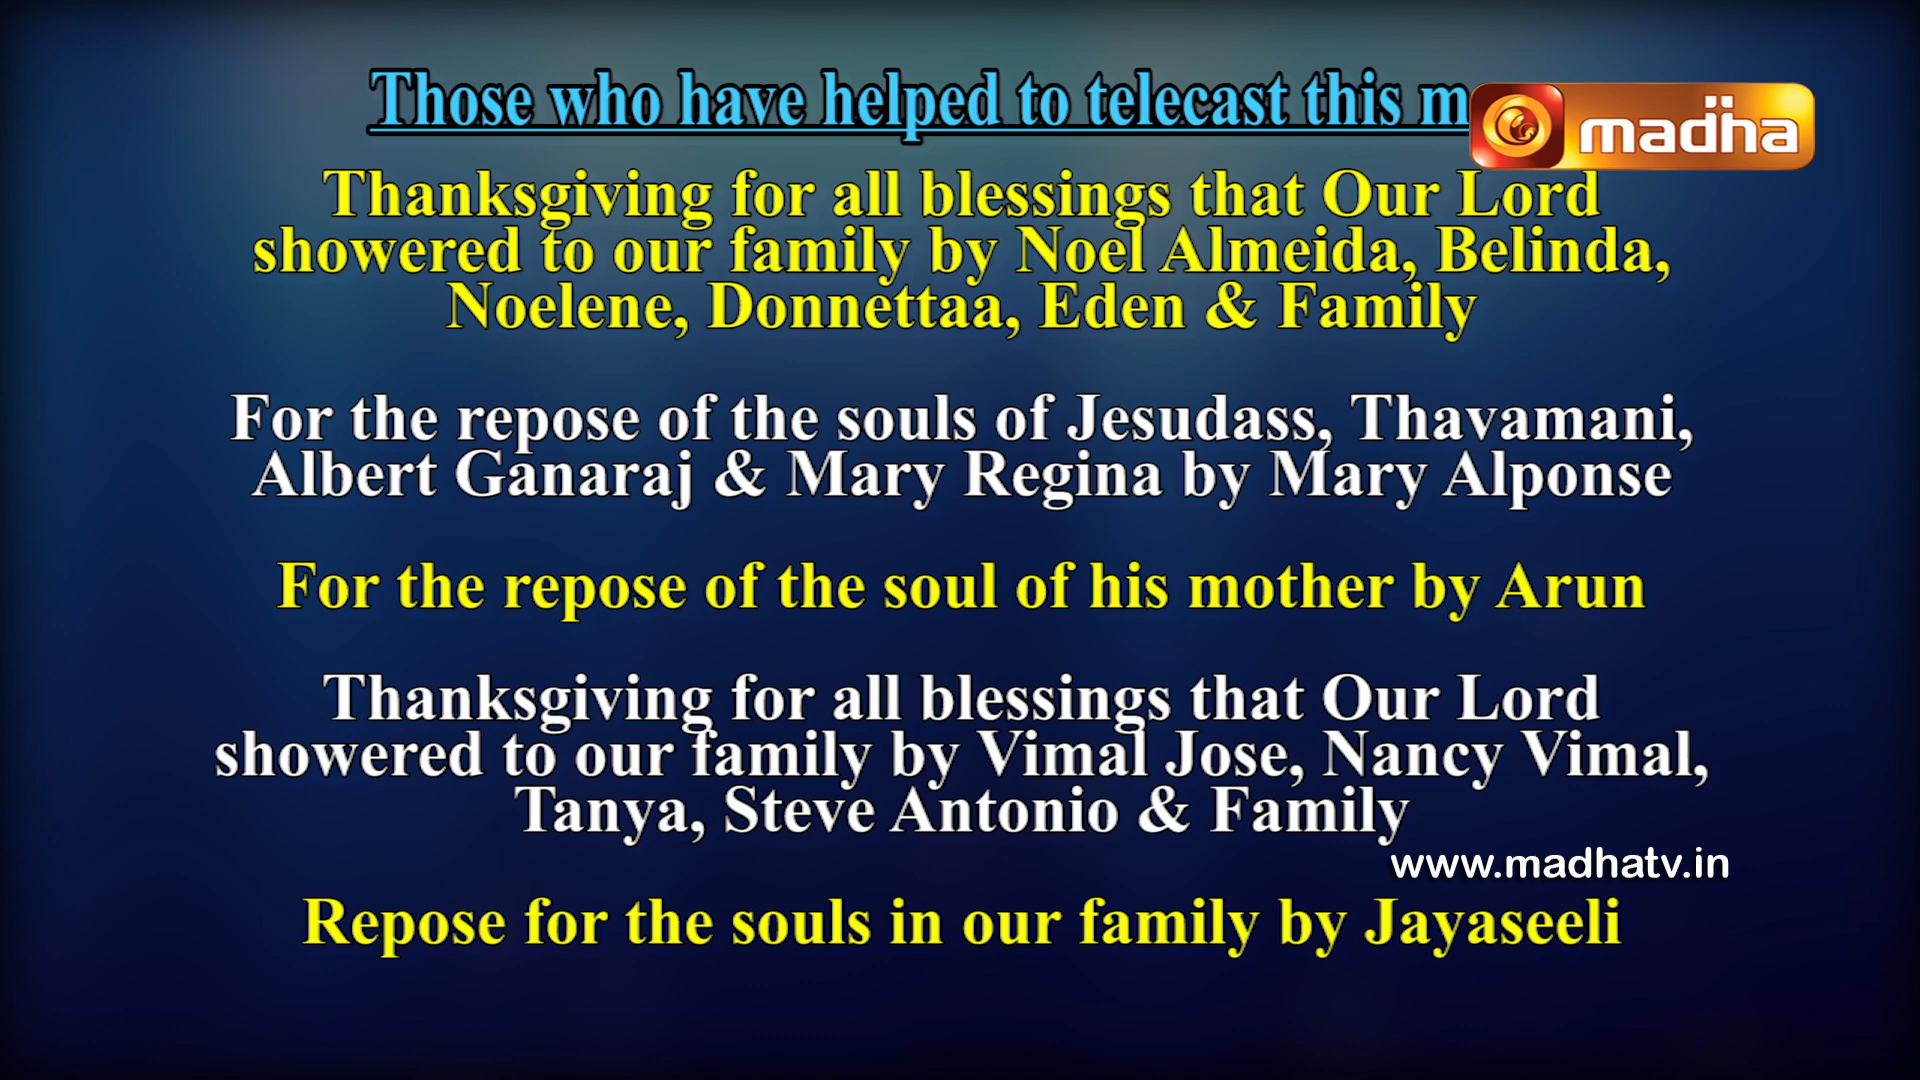 Those who have helped to telecast this
madha
Thanksgiving for all blessings that Our Lord
showered to our family by Noel Almeida, Belinda,
Noelene, Donnettaa, Eden & Family
For the repose of the souls of Jesudass, Thavamani,
Albert Ganaraj & Mary Regina by Mary Alponse
For the repose of the soul of his mother by Arun
Thanksgiving for all blessings that Our Lord
showered to our family by Vimal Jose, Nancy Vimal,
Tanya, Steve Antonio & Family
www.madhatv.in
Repose for the souls in our family by Jayaseeli